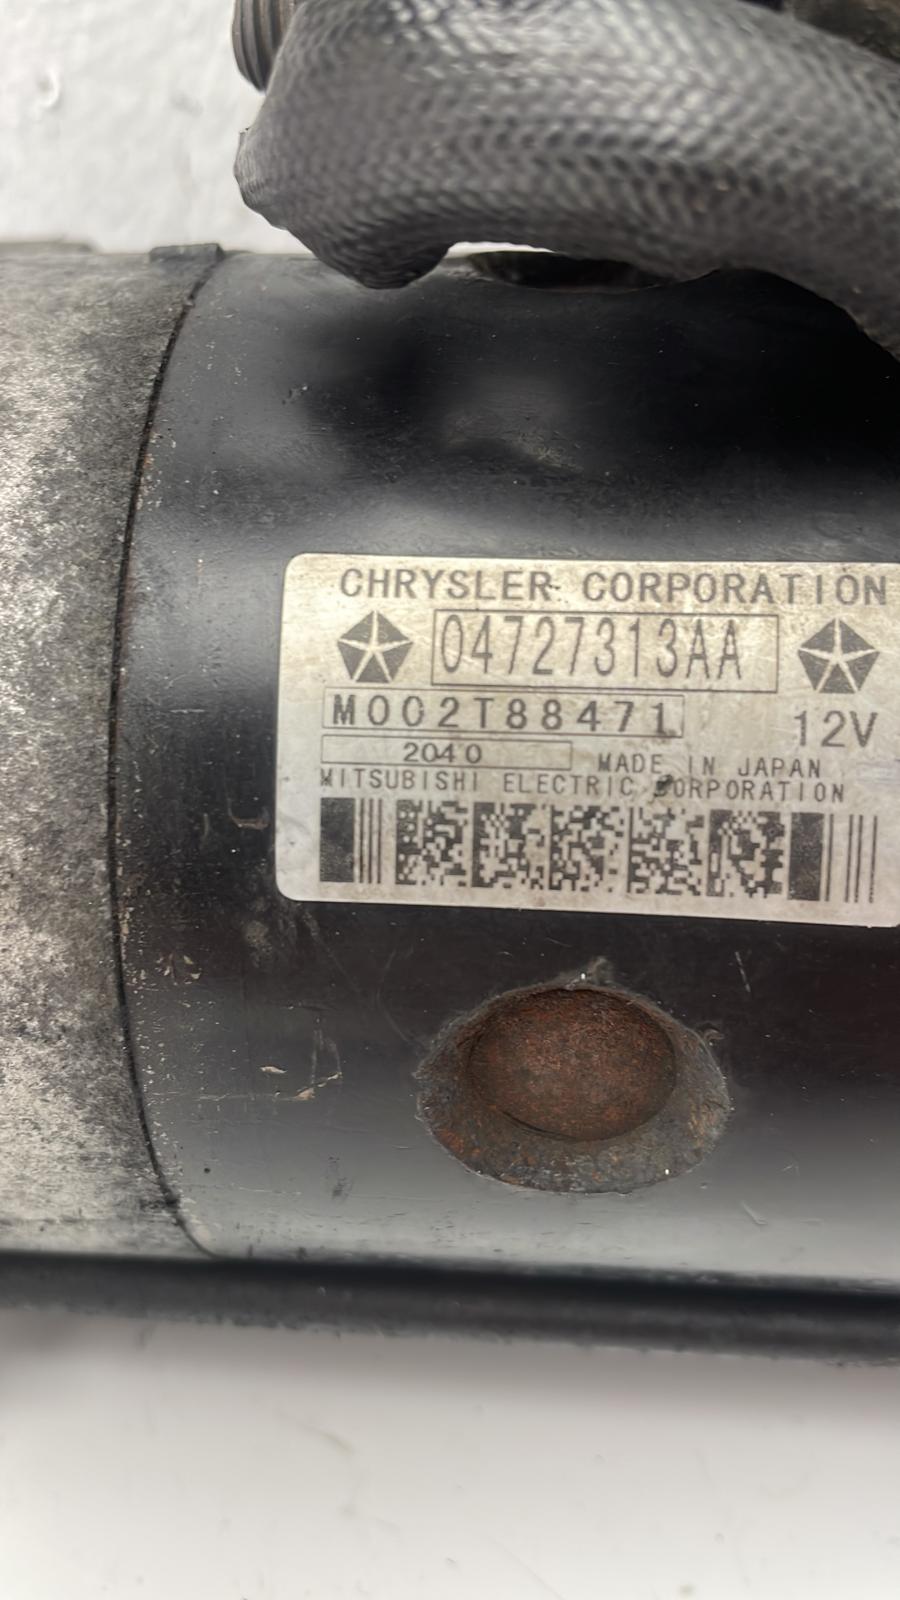 CHRYSLER CORPORATION
04727313AA
M002T88471 12V
2040 MADE IN JAPAN
MITSUBISHI ELECTRIC CORPORATION